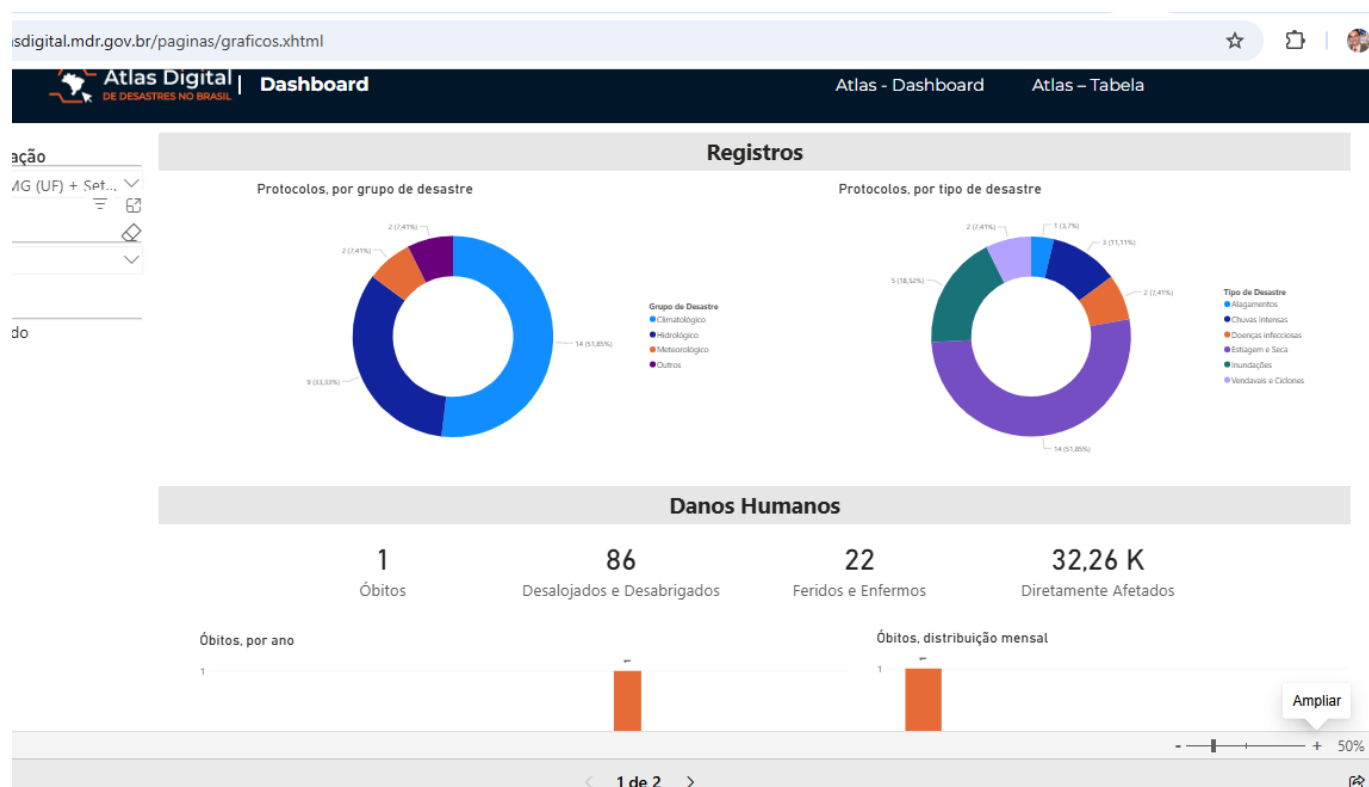 sdigital.mdr.gov.br/paginas/graficos.xhtml
Atlas Digital
DE DESASTRES NO BRASIL
Dashboard
Atlas - Dashboard
Atlas – Tabela
ação
MG (UF) + Set...
do
Registros
Protocolos, por grupo de desastre
2 (7,41%)
2 (7,41%)
14 (51,85%)
9 (33,33%)
Grupo de Desastre
Climatológico
Hidrológico
Meteorológico
Outros
Protocolos, por tipo de desastre
2 (7,41%)
1 (3,7%)
3 (11,11%)
5 (18,52%)
2 (7,41%)
14 (51,85%)
Tipo de Desastre
Alagamentos
Chuvas Intensas
Doenças infecciosas
Estiagem e Seca
Inundações
Vendavais e Ciclones
Danos Humanos
1
Óbitos
86
Desalojados e Desabrigados
22
Feridos e Enfermos
32,26 K
Diretamente Afetados
Óbitos, por ano
1
1
Óbitos, distribuição mensal
1
1
Ampliar
- + 50%
1 de 2